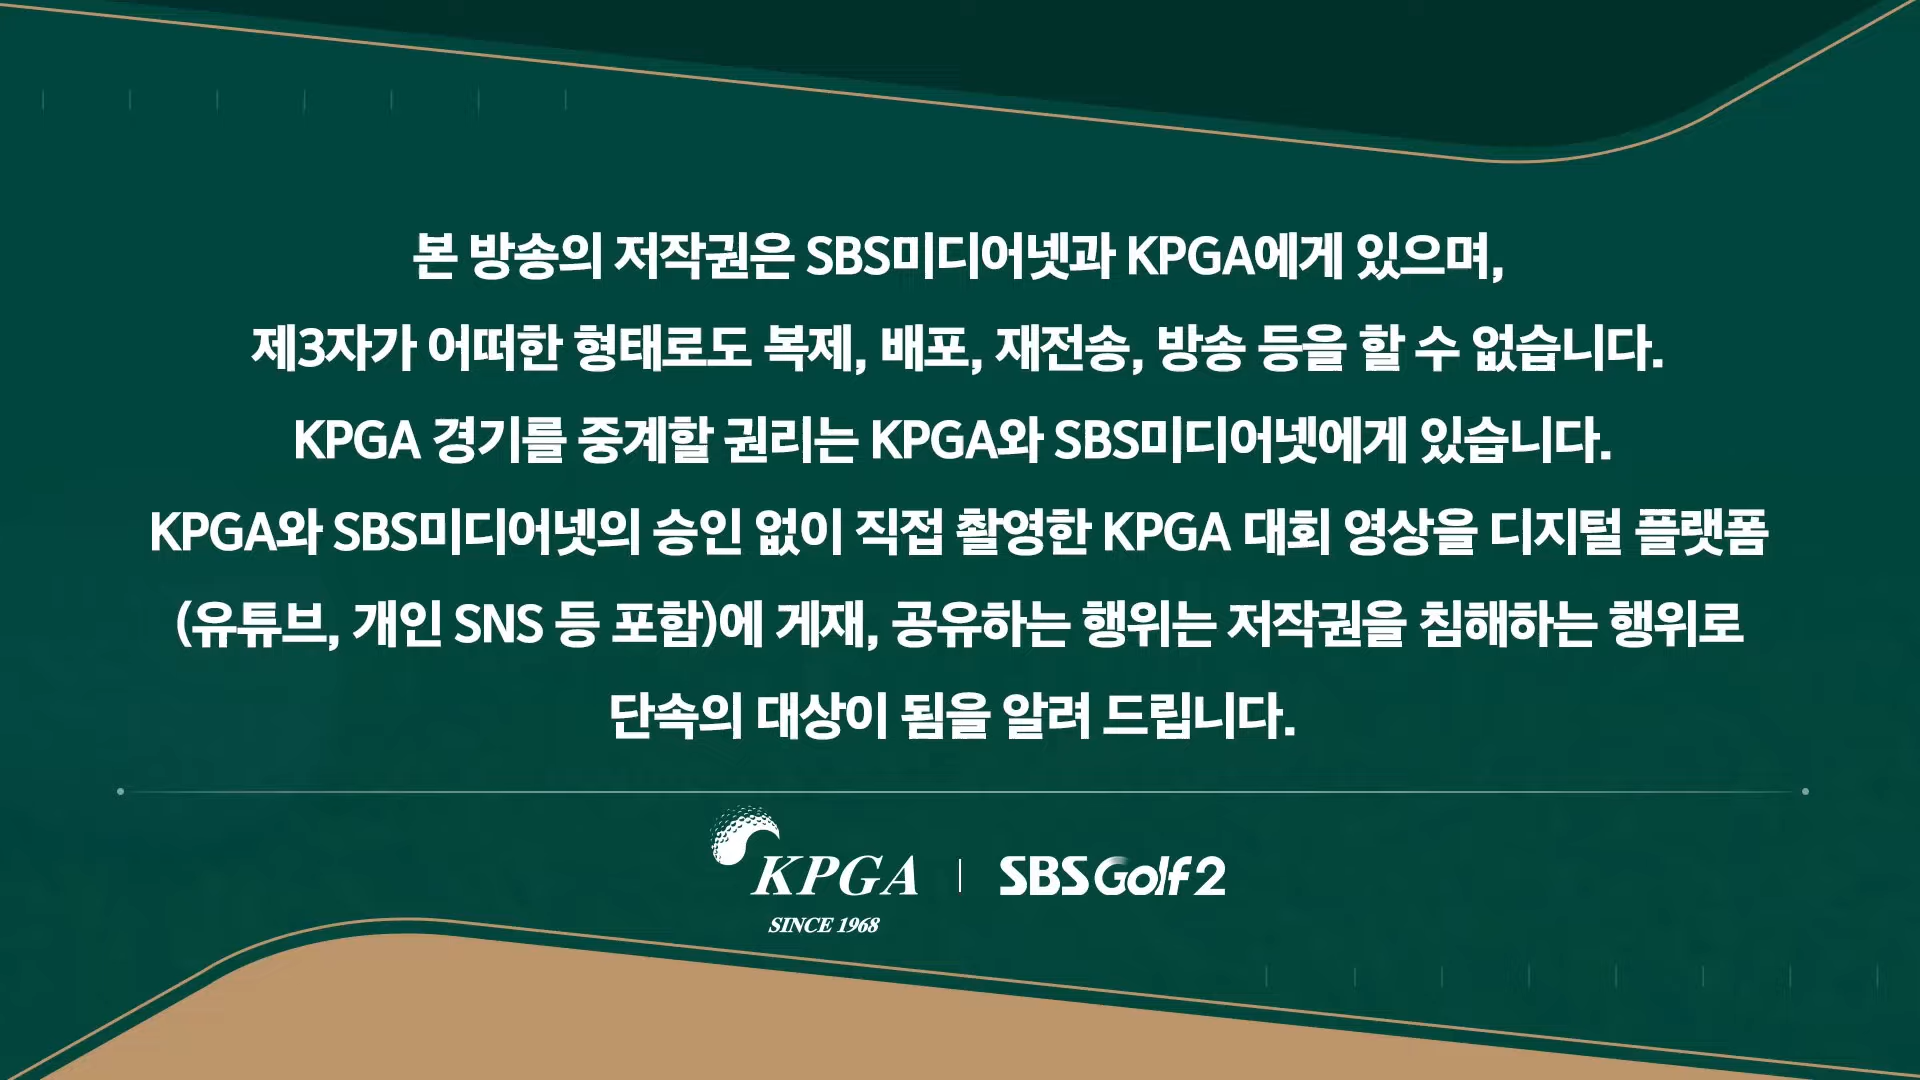 본 방송의 저작권은 SBS미디어넷과 KPGA에게 있으며,
제3자가 어떠한 형태로도 복제, 배포, 재전송, 방송 등을 할 수 없습니다.
KPGA 경기를 중계할 권리는 KPGA와 SBS미디어넷에게 있습니다.
KPGA와 SBS미디어넷의 승인 없이 직접 촬영한 KPGA 대회 영상을 디지털 플랫폼
(유튜브, 개인 SNS 등 포함)에 게재, 공유하는 행위는 저작권을 침해하는 행위로
단속의 대상이 됨을 알려 드립니다.
KPGA | SBS Golf 2
SINCE 1968